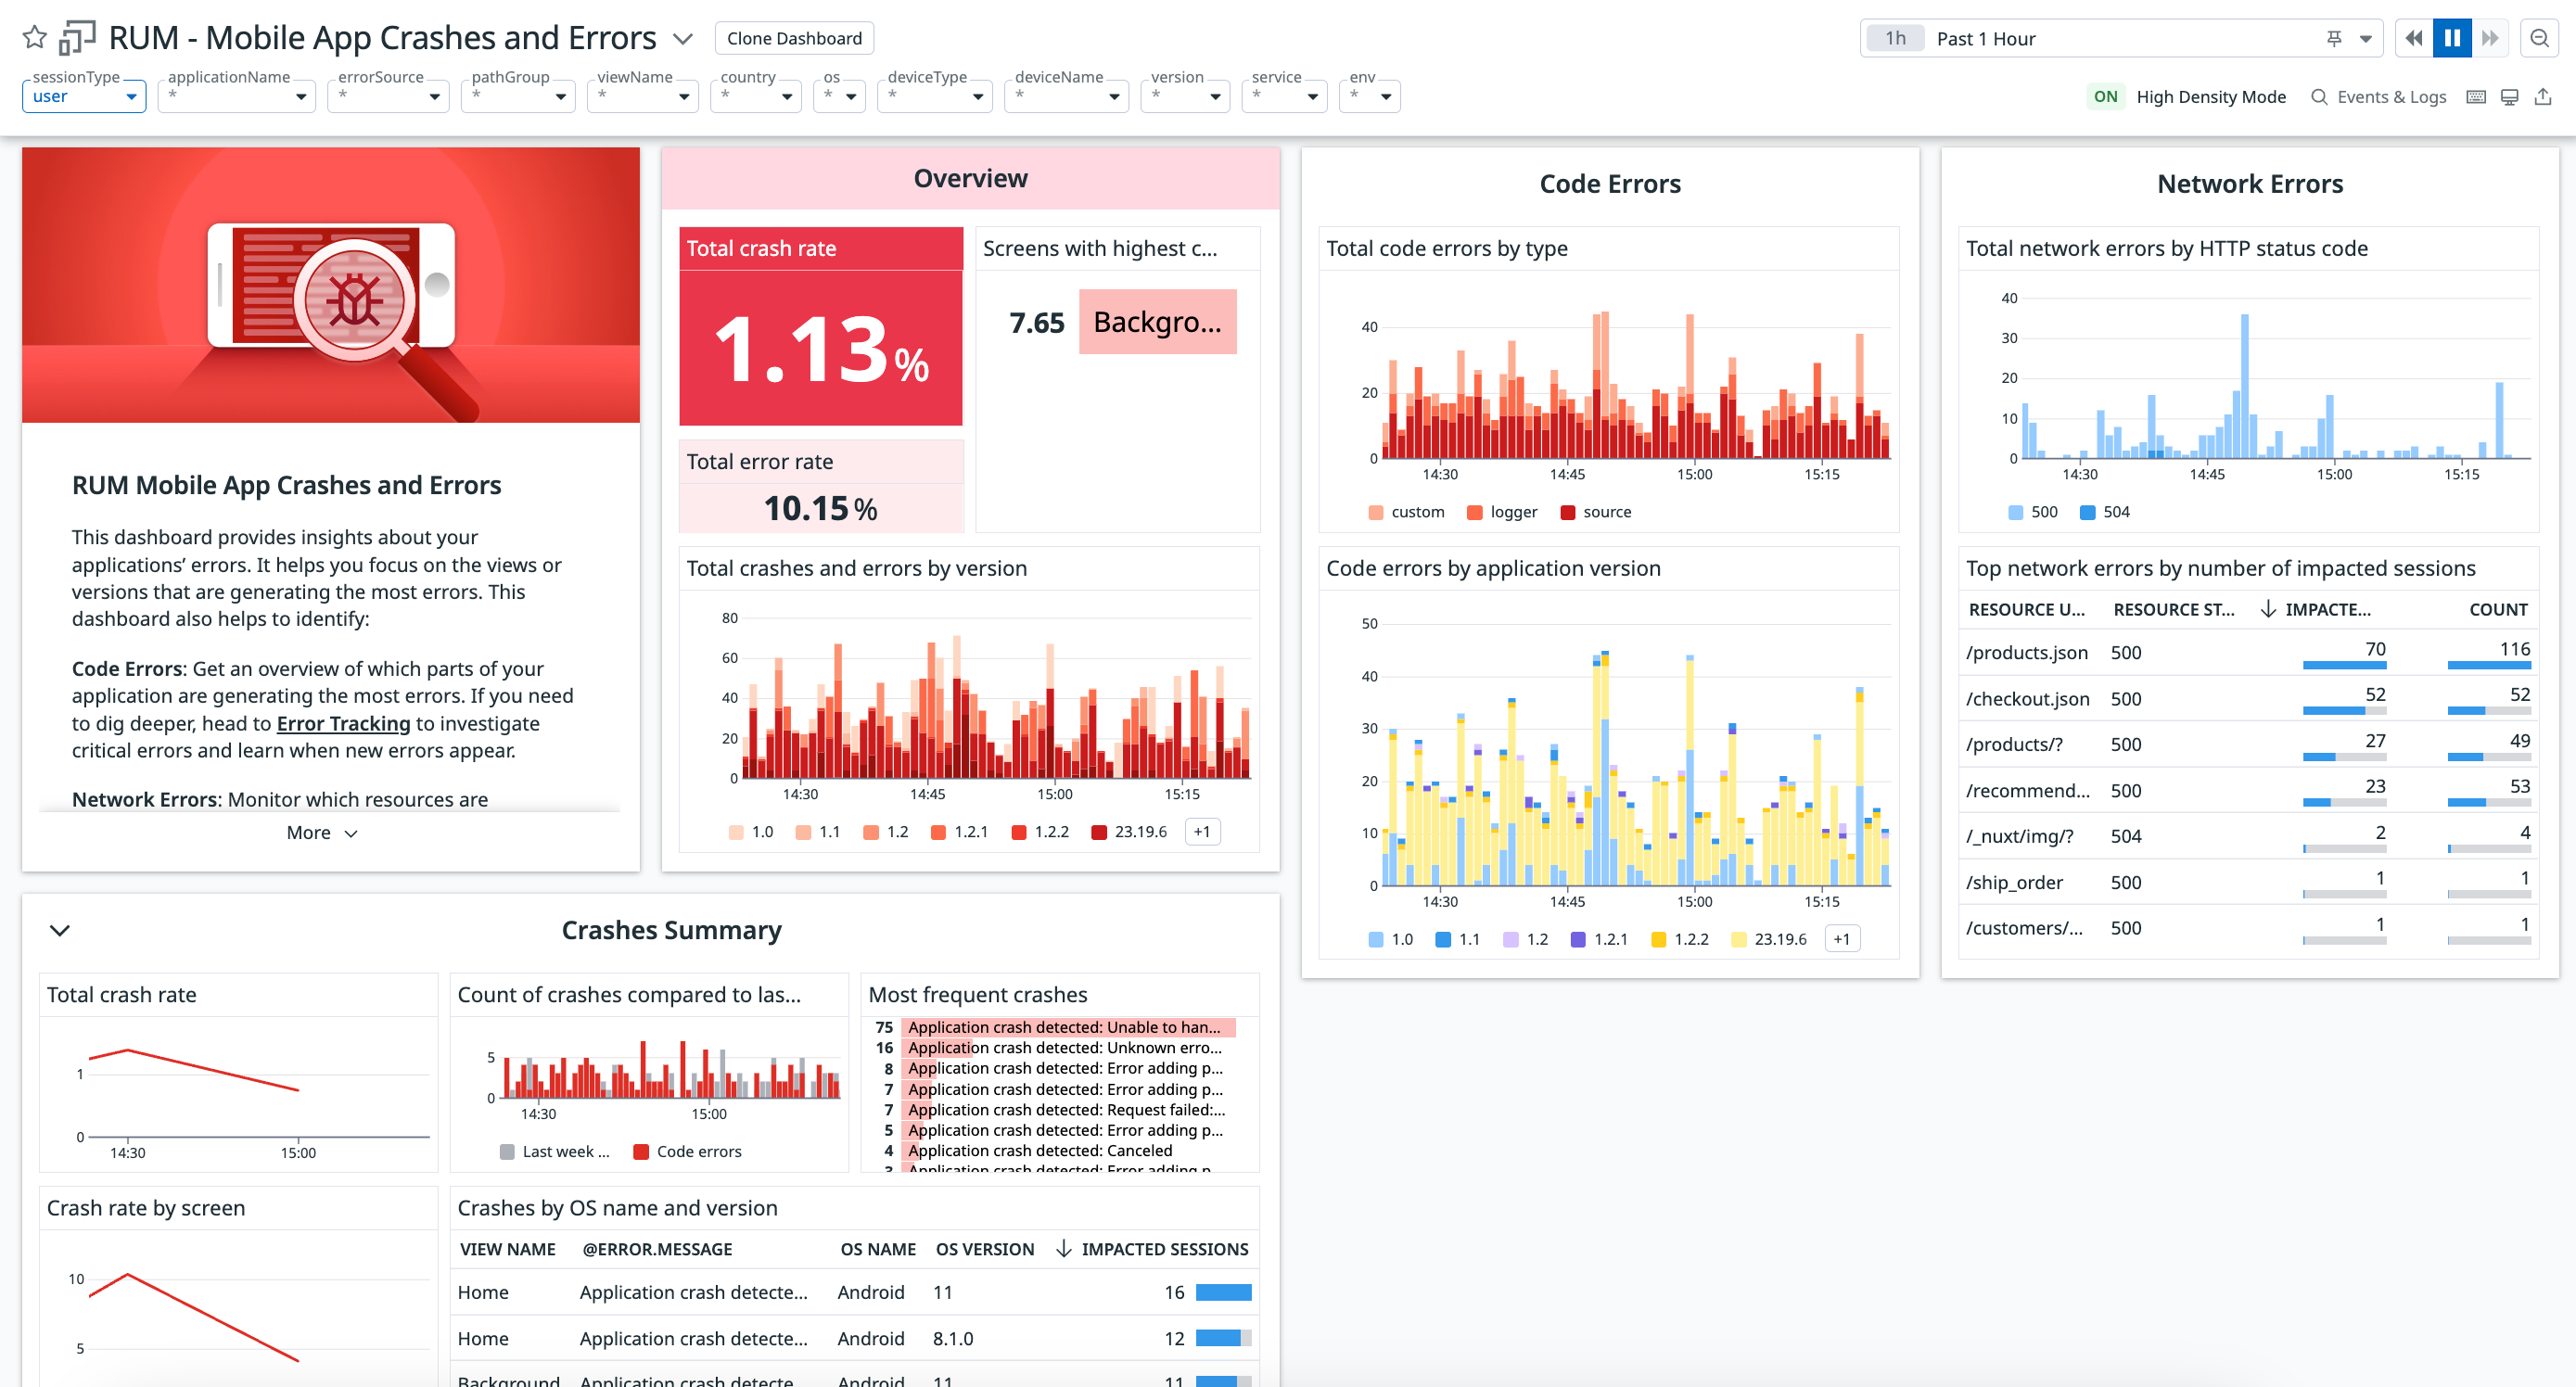 RUM - Mobile App Crashes and Errors
Clone Dashboard
1h Past 1 Hour
sessionType applicationName errorSource pathGroup viewName country os deviceType deviceName version service env
user * * * * * * * * * * *
ON High Density Mode Events & Logs
RUM Mobile App Crashes and Errors
This dashboard provides insights about your
applications’ errors. It helps you focus on the views or
versions that are generating the most errors. This
dashboard also helps to identify:
Code Errors: Get an overview of which parts of your
application are generating the most errors. If you need
to dig deeper, head to Error Tracking to investigate
critical errors and learn when new errors appear.
Network Errors: Monitor which resources are
More
Overview
Total crash rate
1.13%
Total error rate
10.15%
Screens with highest c...
7.65 Backgro...
Total crashes and errors by version
80
60
40
20
0
14:30 14:45 15:00 15:15
1.0 1.1 1.2 1.2.1 1.2.2 23.19.6 +1
Code Errors
Total code errors by type
40
20
0
14:30 14:45 15:00 15:15
custom logger source
Code errors by application version
50
40
30
20
10
0
14:30 14:45 15:00 15:15
1.0 1.1 1.2 1.2.1 1.2.2 23.19.6 +1
Network Errors
Total network errors by HTTP status code
40
30
20
10
0
14:30 14:45 15:00 15:15
500 504
Top network errors by number of impacted sessions
RESOURCE U... RESOURCE ST... IMPACTE... COUNT
/products.json 500 70 116
/checkout.json 500 52 52
/products/? 500 27 49
/recommend... 500 23 53
/_nuxt/img/? 504 2 4
/ship_order 500 1 1
/customers/... 500 1 1
Crashes Summary
Total crash rate
1
0
14:30 15:00
Count of crashes compared to las...
5
0
14:30 15:00
Last week ... Code errors
Most frequent crashes
75 Application crash detected: Unable to han...
16 Application crash detected: Unknown erro...
8 Application crash detected: Error adding p...
7 Application crash detected: Error adding p...
7 Application crash detected: Request failed:...
5 Application crash detected: Error adding p...
4 Application crash detected: Canceled
3 Application crash detected: Error adding p...
Crash rate by screen
10
5
Crashes by OS name and version
VIEW NAME @ERROR.MESSAGE OS NAME OS VERSION IMPACTED SESSIONS
Home Application crash detecte... Android 11 16
Home Application crash detecte... Android 8.1.0 12
Background Application crash detecte... Android 11 11